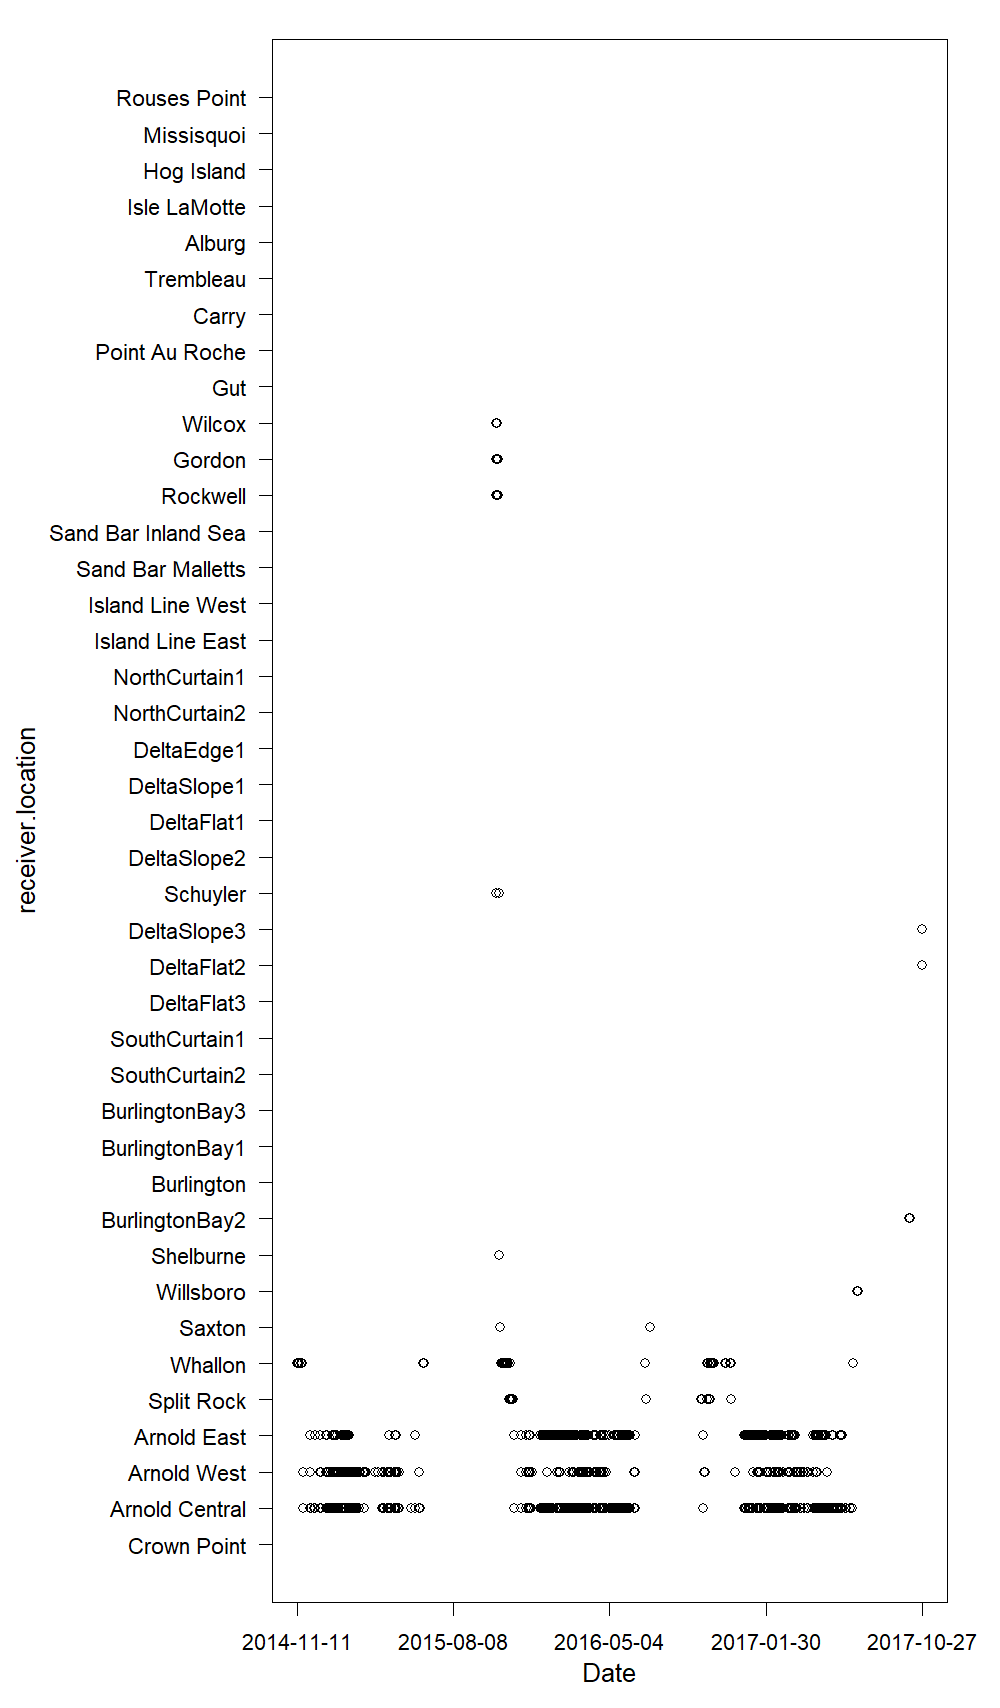 Rouses Point
Missisquoi
Hog Island
Isle LaMotte
Alburg
Trembleau
Carry
Point Au Roche
Gut
Wilcox
Gordon
Rockwell
Sand Bar Inland Sea
Sand Bar Malletts
Island Line West
Island Line East
NorthCurtain1
NorthCurtain2
DeltaEdge1
DeltaSlope1
DeltaFlat1
DeltaSlope2
Schuyler
DeltaSlope3
DeltaFlat2
DeltaFlat3
SouthCurtain1
SouthCurtain2
BurlingtonBay3
BurlingtonBay1
Burlington
BurlingtonBay2
Shelburne
Willsboro
Saxton
Whallon
Split Rock
Arnold East
Arnold West
Arnold Central
Crown Point
receiver.location
2014-11-11 2015-08-08 2016-05-04 2017-01-30 2017-10-27
Date